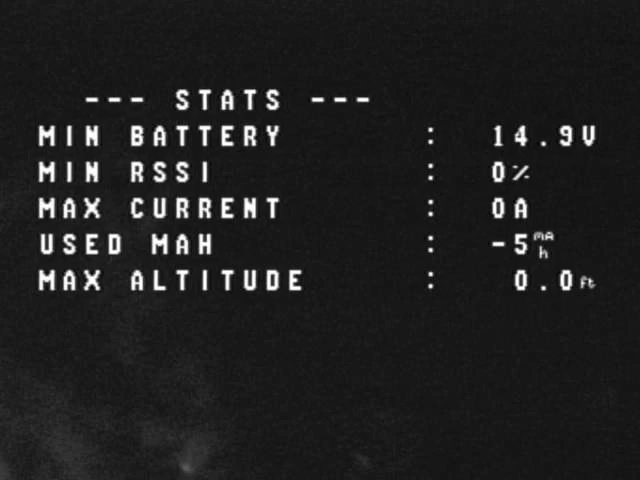 --- STATS ---
MIN BATTERY : 14.9V
MIN RSSI : 0%
MAX CURRENT : 0A
USED MAH : -5mAh
MAX ALTITUDE : 0.0ft